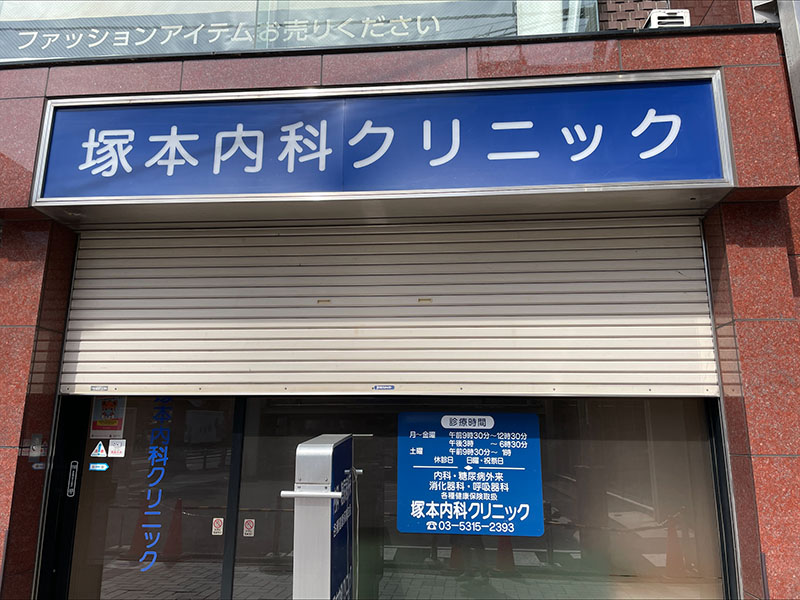 ファッションアイテムお売りください
塚本内科クリニック
診療時間
月〜金曜 午前9時30分〜12時30分
午後3時 〜 6時30分
土曜 午前9時30分〜 1時
休診日 日曜・祝祭日
内科・糖尿病外来
消化器科・呼吸器科
各種健康保険取扱
塚本内科クリニック
☎03-5315-2393
塚本内科クリニック